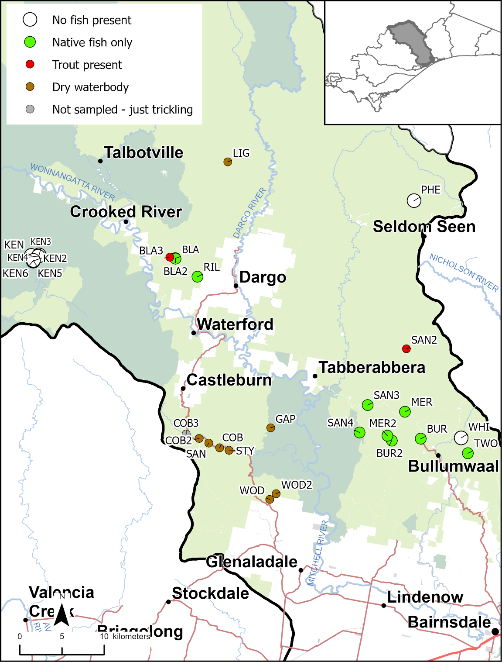 No fish present
Native fish only
Trout present
Dry waterbody
Not sampled - just trickling
LIG
Talbotville
WONNANGATTA RIVER
DARGO RIVER
PHE
Crooked River
Seldom Seen
KEN
KEN3
KEN4
KEN2
KEN6
KEN5
BLA3
BLA
BLA2
RIL
NICHOLSON RIVER
Dargo
Waterford
SAN2
Tabberabbera
Castleburn
SAN3
MER
COB3
GAP
SAN4
MER2
BUR
WHI
COB2
COB
TWO
SAN
STY
BUR2
Bullumwaal
WOD
WOD2
MITCHELL RIVER
Glenaladale
Valencia
Creek
Stockdale
Lindenow
Bairnsdale
Briagolong
0 5 10 kilometers